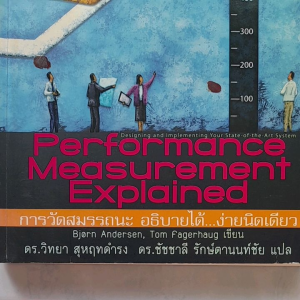 400
300
200
100
Designing and Implementing Your State-of-the-Art System
Performance
Measurement
Explained
การวัดสมรรถนะ อธิบายได้...ง่ายนิดเดียว
Bjørn Andersen, Tom Fagerhaug เขียน
ดร.วิทยา สุหฤทดำรง ดร.ชัชชาลี รักษ์ตานนท์ชัย แปล